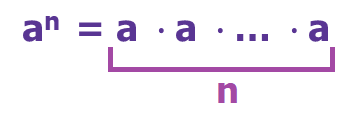 aⁿ = a · a · ... · a
n